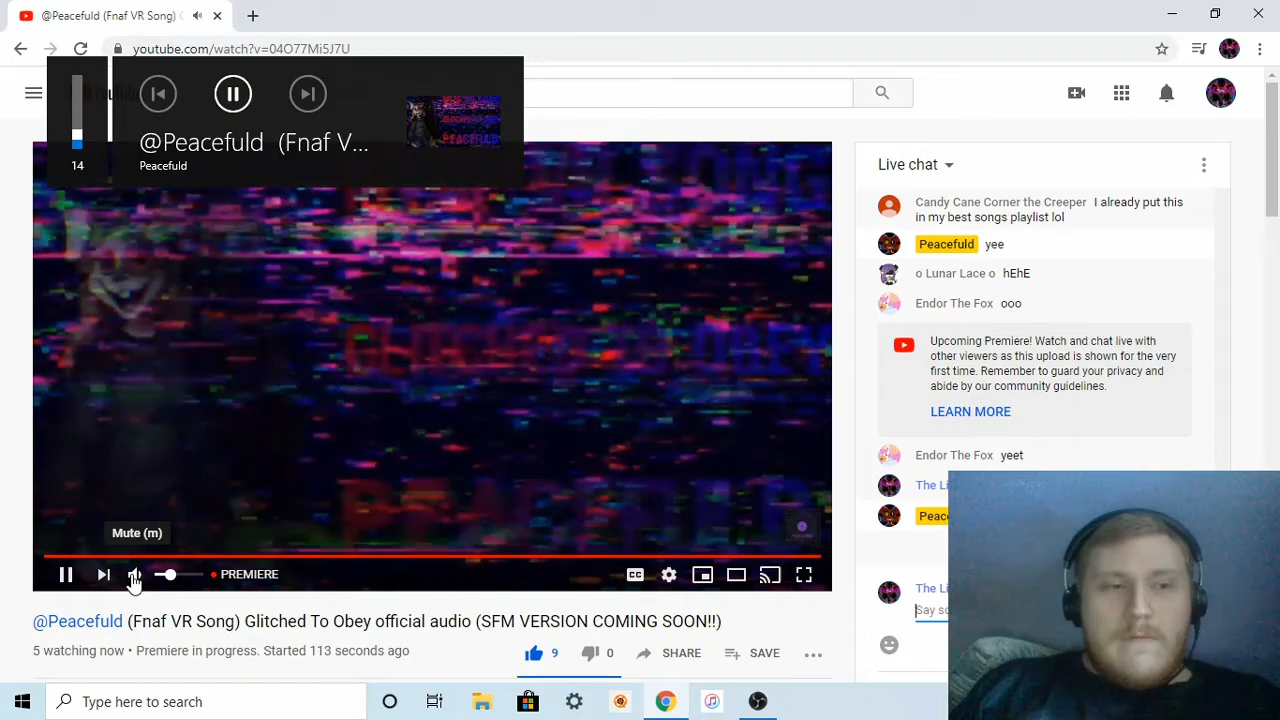 @Peacefuld (Fnaf VR Song) (
youtube.com/watch?v=04O77Mi5J7U
14
@Peacefuld (Fnaf V...
Peacefuld
Live chat
Candy Cane Corner the Creeper I already put this
in my best songs playlist lol
Peacefuld yee
o Lunar Lace o hEhE
Endor The Fox ooo
Upcoming Premiere! Watch and chat live with
other viewers as this upload is shown for the very
first time. Remember to guard your privacy and
abide by our community guidelines.
LEARN MORE
Endor The Fox yeet
The Li
Peac
The Li
Say so
GLITCHED TO OBEY
PEACEFULD
Mute (m)
PREMIERE
CC
@Peacefuld (Fnaf VR Song) Glitched To Obey official audio (SFM VERSION COMING SOON!!)
5 watching now • Premiere in progress. Started 113 seconds ago
9
0
SHARE
SAVE
Type here to search